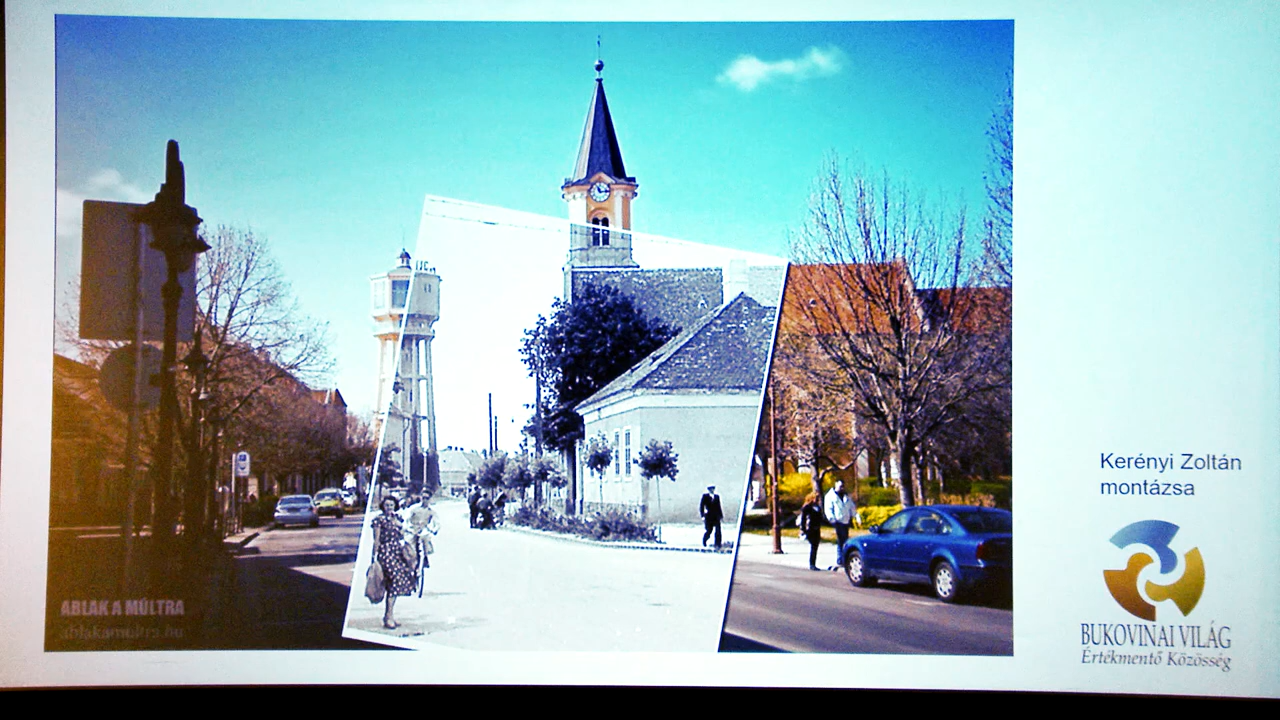 ABLAK A MÚLTRA
ablakamultra.hu
Kerényi Zoltán
montázsa
BUKOVINAI VILÁG
Értékmentő Közösség